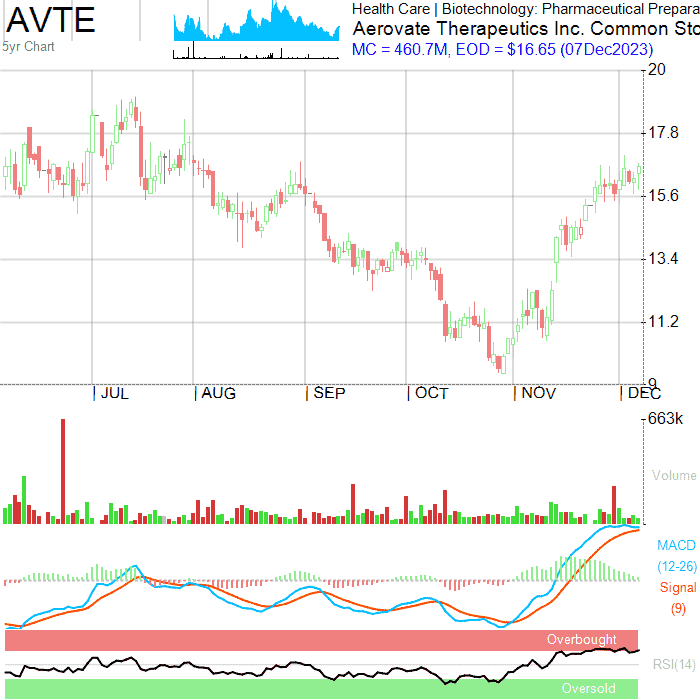 AVTE
5yr Chart
Health Care | Biotechnology: Pharmaceutical Prepara
Aerovate Therapeutics Inc. Common Sto
MC = 460.7M, EOD = $16.65 (07Dec2023)
20
17.8
15.6
13.4
11.2
9
JUL AUG SEP OCT NOV DEC
663k
Volume
MACD
(12-26)
Signal
(9)
Overbought
RSI(14)
Oversold